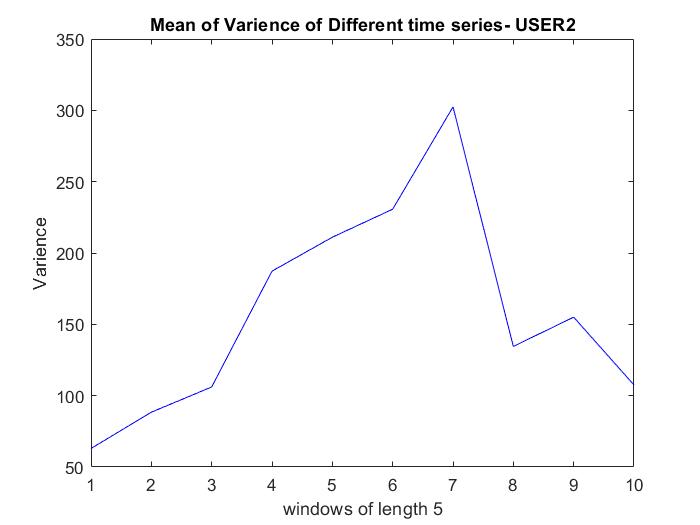 Mean of Varience of Different time series- USER2
350
300
250
200
150
100
50
Varience
1 2 3 4 5 6 7 8 9 10
windows of length 5